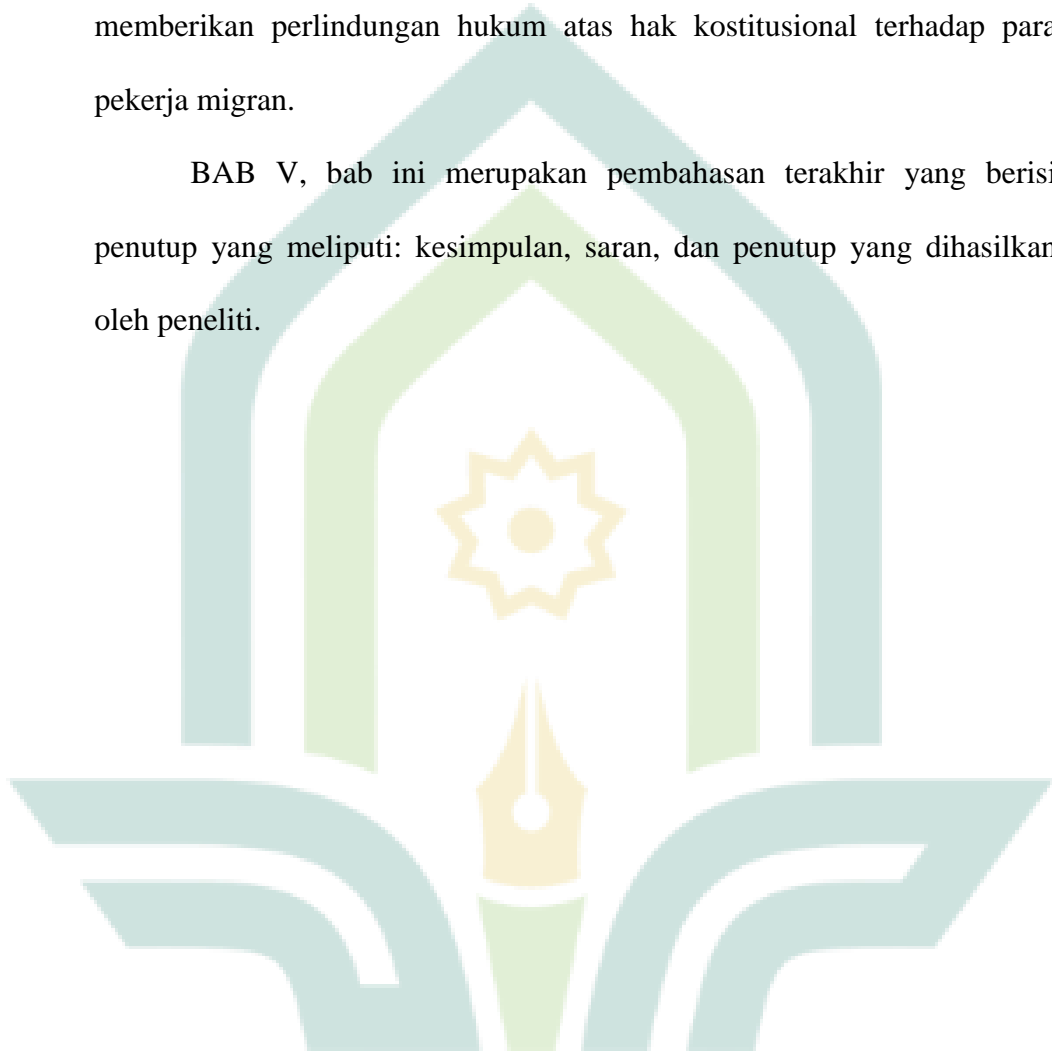 memberikan perlindungan hukum atas hak kostitusional terhadap para
pekerja migran.
BAB V, bab ini merupakan pembahasan terakhir yang berisi
penutup yang meliputi: kesimpulan, saran, dan penutup yang dihasilkan
oleh peneliti.